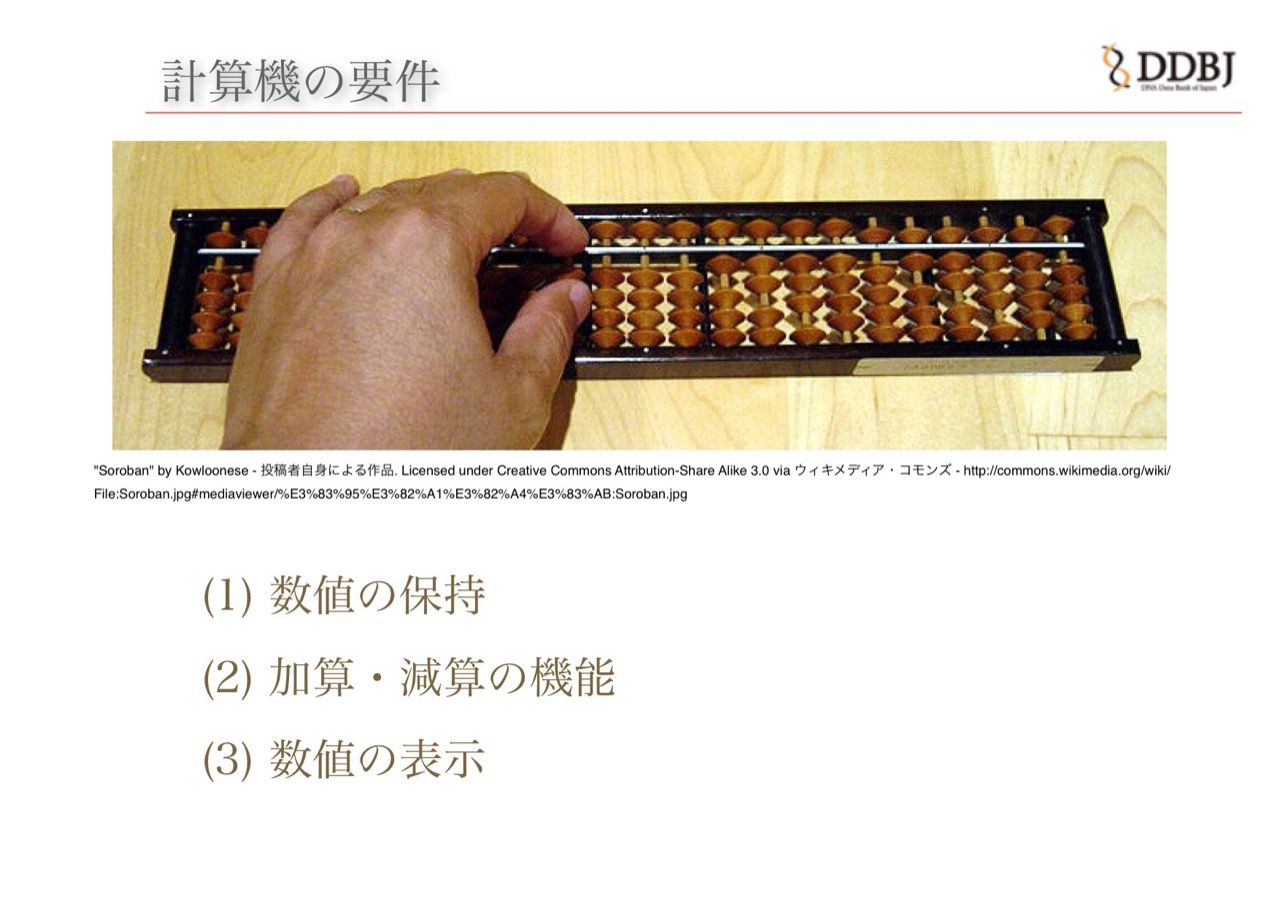 計算機の要件
DDBJ
DNA Data Bank of Japan
"Soroban" by Kowloonese - 投稿者自身による作品. Licensed under Creative Commons Attribution-Share Alike 3.0 via ウィキメディア・コモンズ - http://commons.wikimedia.org/wiki/
File:Soroban.jpg#mediaviewer/%E3%83%95%E3%82%A1%E3%82%A4%E3%83%AB:Soroban.jpg
(1) 数値の保持
(2) 加算・減算の機能
(3) 数値の表示